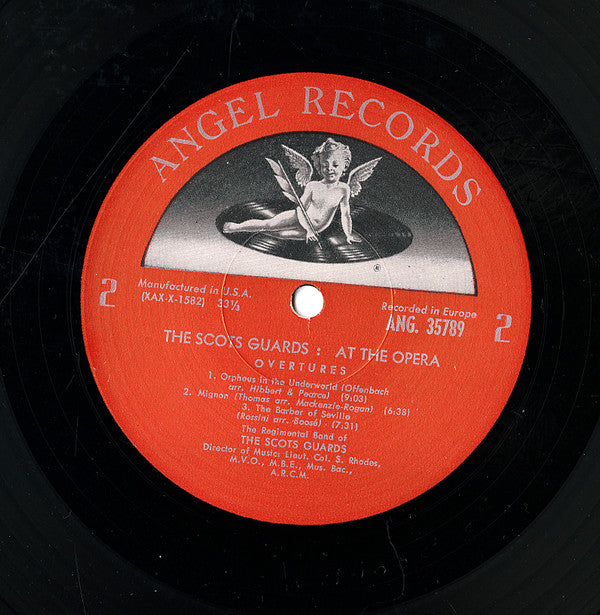 ANGEL RECORDS
®
Manufactured in U.S.A.
(XAX-X-1582) 33⅓
Recorded in Europe
ANG. 35789
2
2
THE SCOTS GUARDS : AT THE OPERA
OVERTURES
1. Orpheus in the Underworld (Offenbach
arr. Hibbert & Pearce) (9:03)
2. Mignon (Thomas arr. Mackenzie-Rogan) (6:38)
3. The Barber of Seville
(Rossini arr. Boosé) - (7:31)
The Regimental Band of
THE SCOTS GUARDS
Director of Music: Lieut. Col. S. Rhodes,
M.V.O., M.B.E., Mus. Bac.,
A.R.C.M.